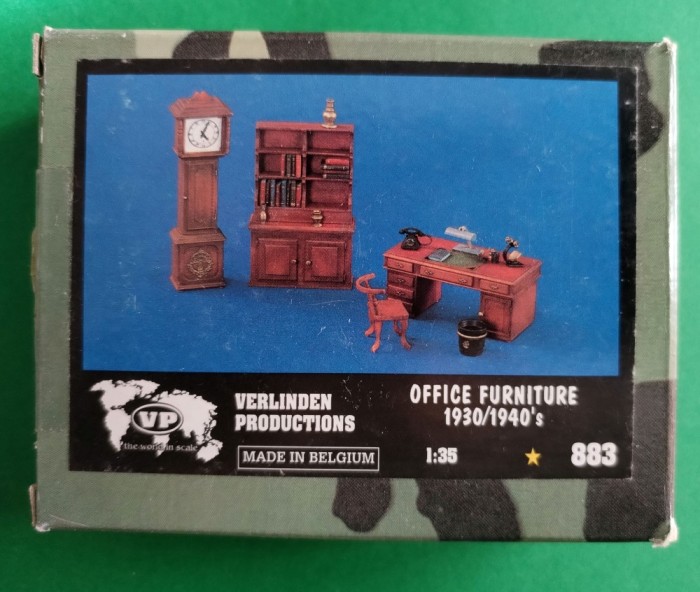 VP
the world in scale
VERLINDEN
PRODUCTIONS
MADE IN BELGIUM
OFFICE FURNITURE
1930/1940's
1:35
883